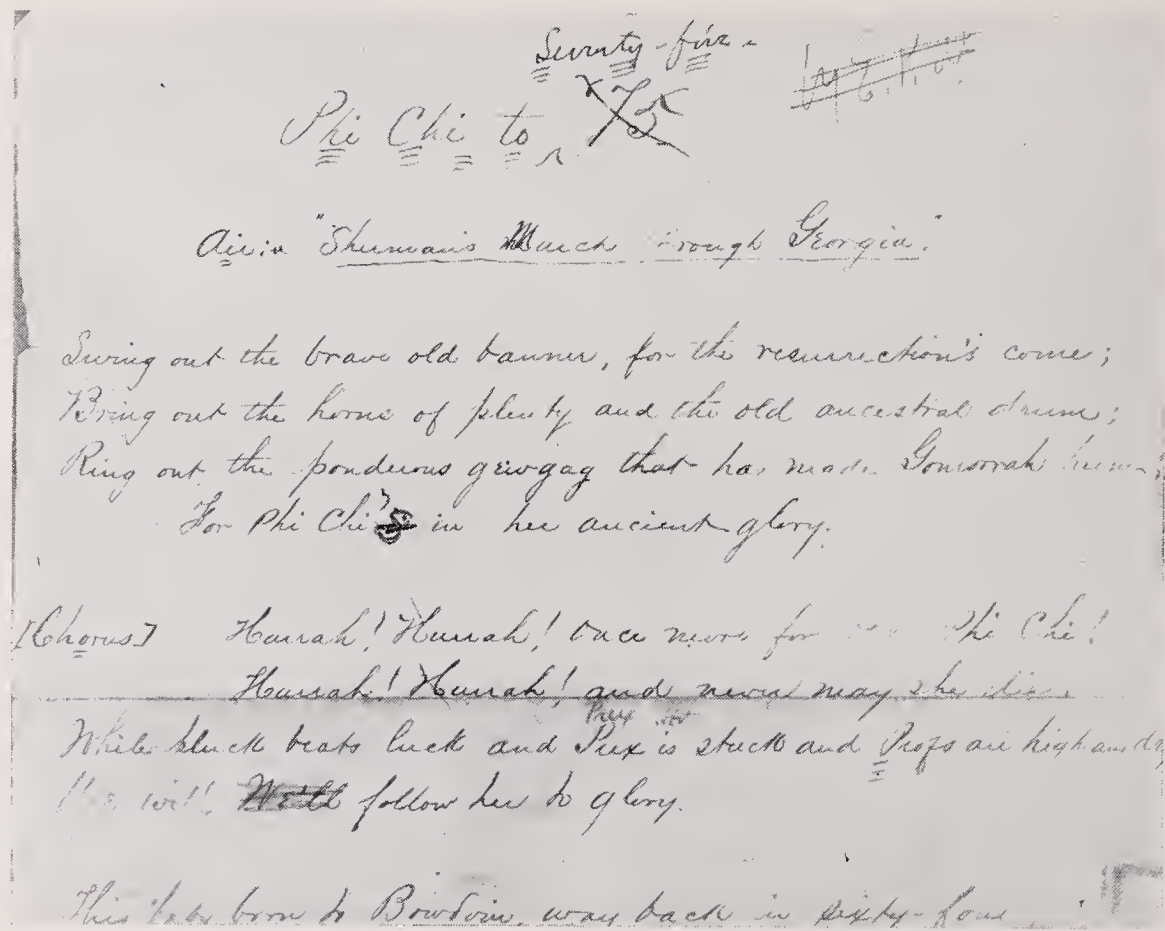 Seventy-five
Phi Chi to 75
Air: "Sherman's March through Georgia."
Swing out the brave old banner, for the resurrection's come;
Bring out the horns of plenty and the old ancestral drum;
Ring out the ponderous gewgag that has made Gomorrah hum
For Phi Chi's in her ancient glory.
[Chorus] Hurrah! Hurrah! once more for Phi Chi!
Hurrah! Hurrah! and never may she die
While pluck beats luck and Prex is stuck and Profs are high and dry
We will follow her to glory.
This was born to Bowdoin, way back in sixty-four